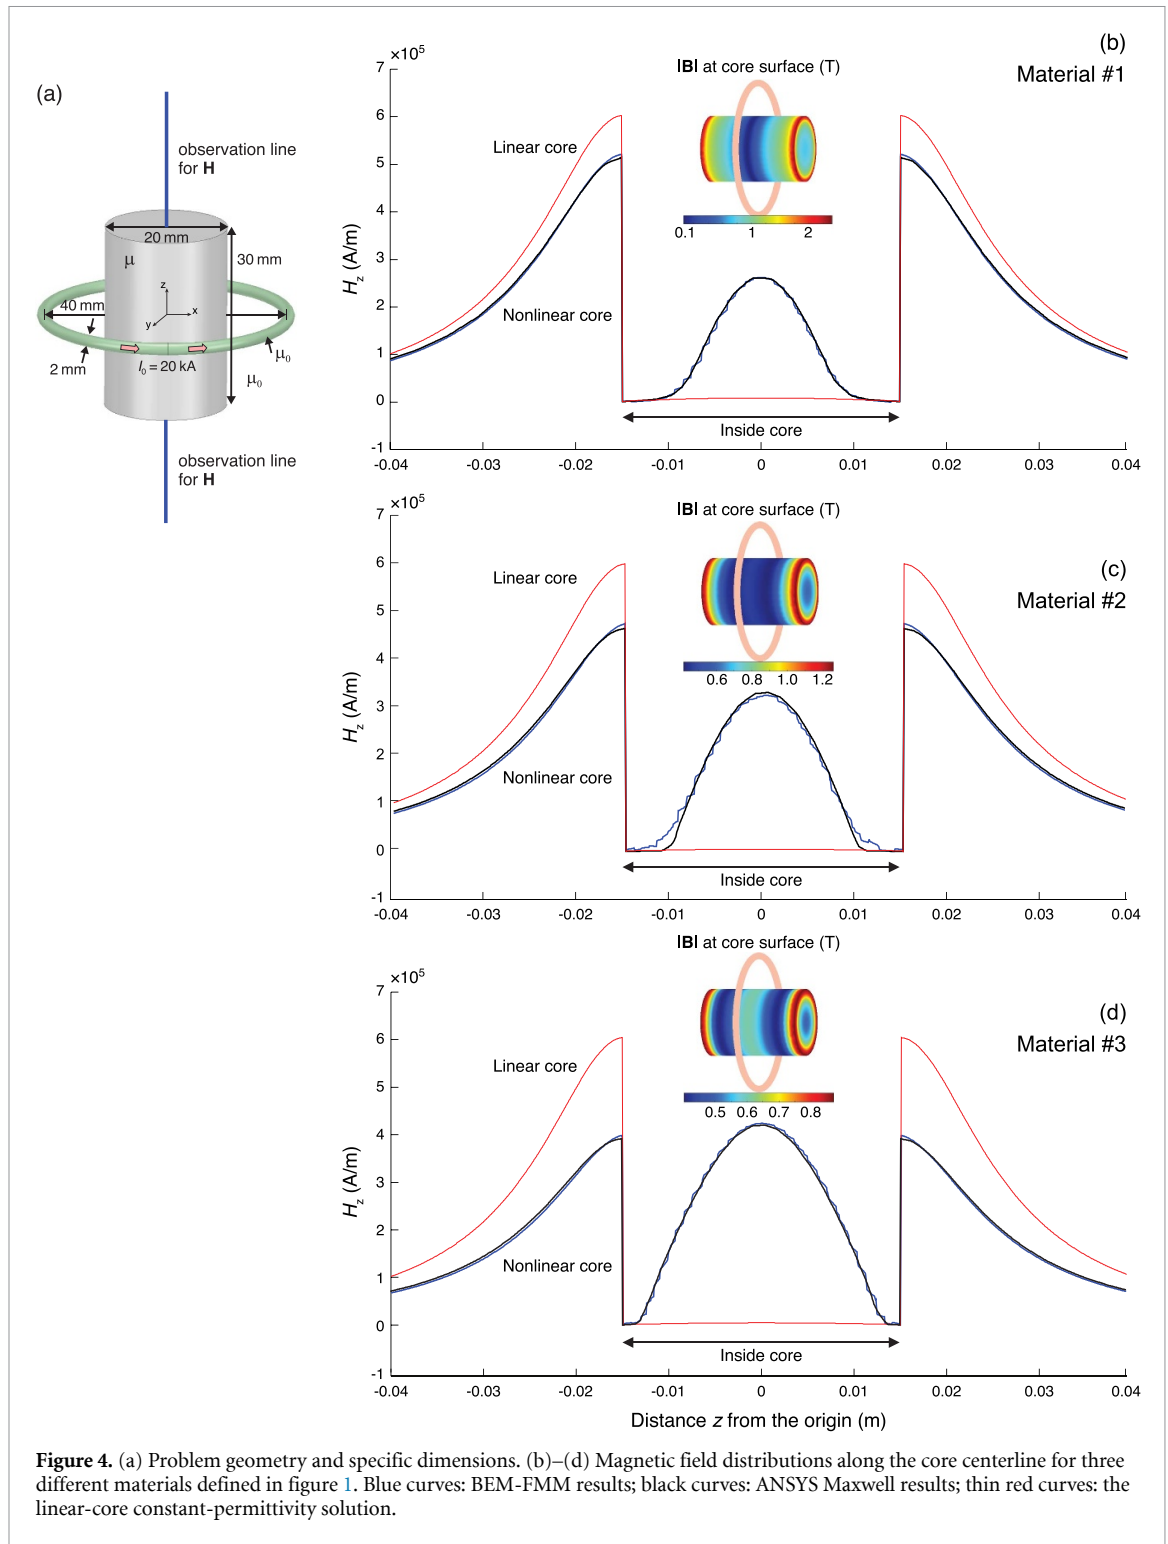 (a)
observation line
for H
20 mm
μ
30 mm
z
40 mm
x
y
2 mm
I₀ = 20 kA
μ₀
μ₀
observation line
for H
(b)
Material #1
×10⁵
|B| at core surface (T)
7
6
5
4
3
2
1
0
-1
Hz (A/m)
Linear core
0.1 1 2
Nonlinear core
Inside core
-0.04 -0.03 -0.02 -0.01 0 0.01 0.02 0.03 0.04
|B| at core surface (T)
×10⁵
(c)
Material #2
7
6
5
4
3
2
1
0
-1
Hz (A/m)
Linear core
0.6 0.8 1.0 1.2
Nonlinear core
Inside core
-0.04 -0.03 -0.02 -0.01 0 0.01 0.02 0.03 0.04
|B| at core surface (T)
×10⁵
(d)
Material #3
7
6
5
4
3
2
1
0
-1
Hz (A/m)
Linear core
0.5 0.6 0.7 0.8
Nonlinear core
Inside core
-0.04 -0.03 -0.02 -0.01 0 0.01 0.02 0.03 0.04
Distance z from the origin (m)
Figure 4. (a) Problem geometry and specific dimensions. (b)–(d) Magnetic field distributions along the core centerline for three
different materials defined in figure 1. Blue curves: BEM-FMM results; black curves: ANSYS Maxwell results; thin red curves: the
linear-core constant-permittivity solution.